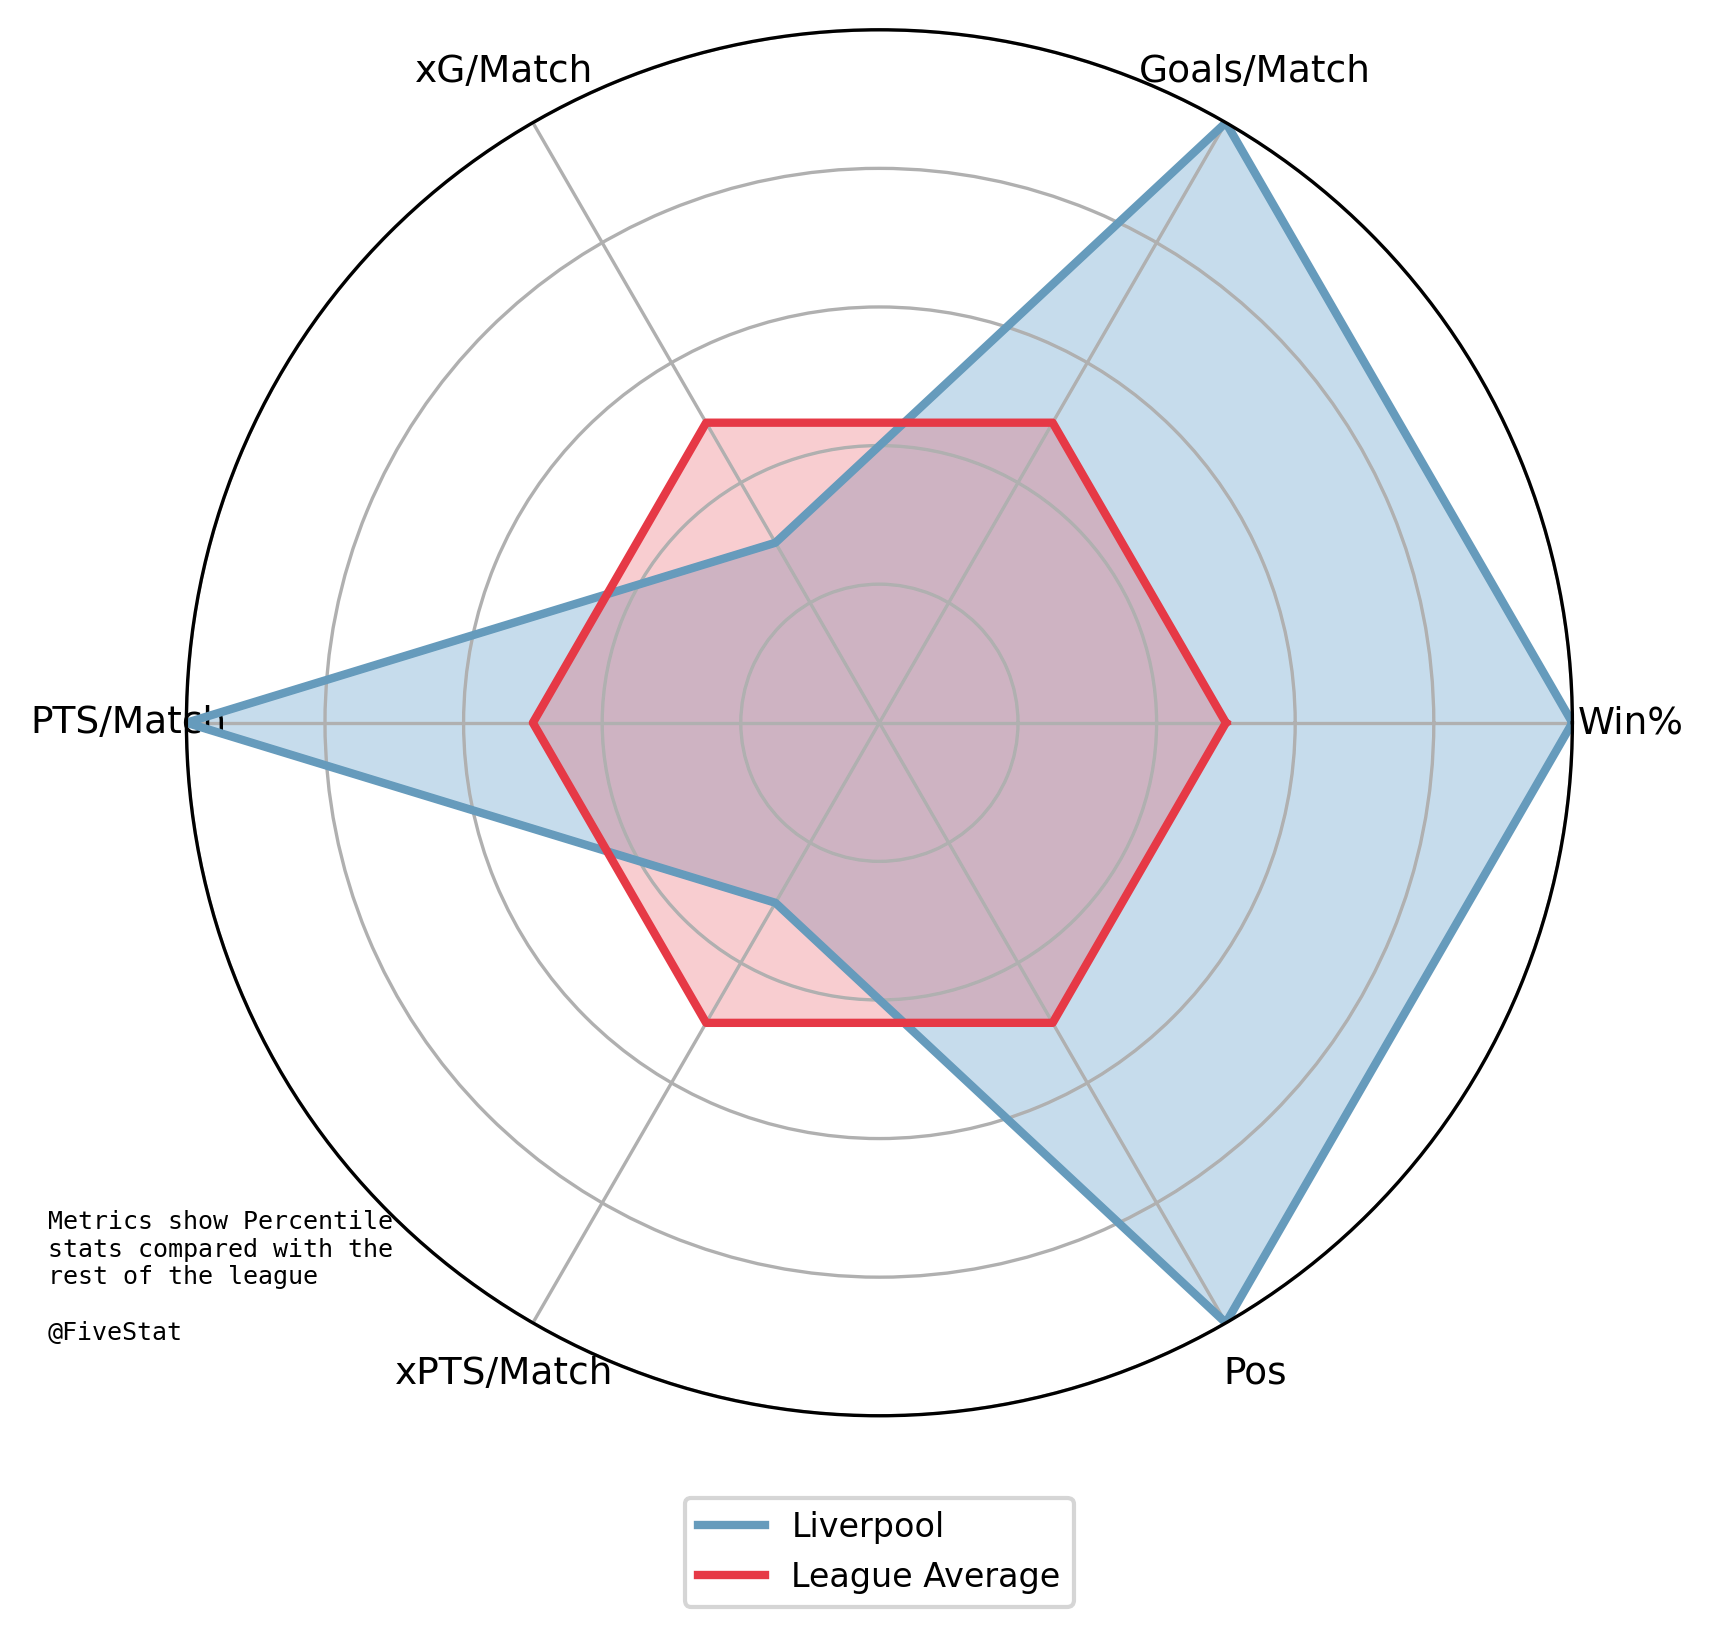 xG/Match
Goals/Match
PTS/Match
Win%
Metrics show Percentile
stats compared with the
rest of the league
@FiveStat
xPTS/Match
Pos
Liverpool
League Average